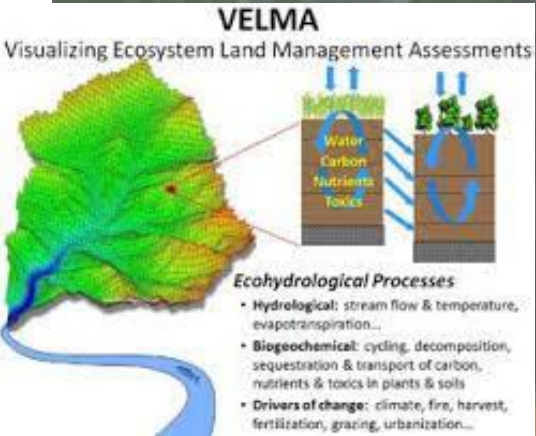 VELMA
Visualizing Ecosystem Land Management Assessments
Water
Carbon
Nutrients
Toxics
Ecohydrological Processes
• Hydrological: stream flow & temperature,
evapotranspiration...
• Biogeochemical: cycling, decomposition,
sequestration & transport of carbon,
nutrients & toxics in plants & soils
• Drivers of change: climate, fire, harvest,
fertilization, grazing, urbanization...